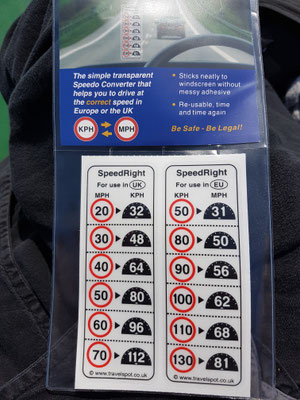 The simple transparent
Speedo Converter that
helps you to drive at
the correct speed in
Europe or the UK
KPH MPH
• Sticks neatly to
windscreen without
messy adhesive
• Re-usable, time
and time again
Be Safe - Be Legal!
SpeedRight
For use in UK
MPH KPH
20 32
30 48
40 64
50 80
60 96
70 112
© www.travelspot.co.uk
SpeedRight
For use in EU
KPH MPH
50 31
80 50
90 56
100 62
110 68
130 81
© www.travelspot.co.uk